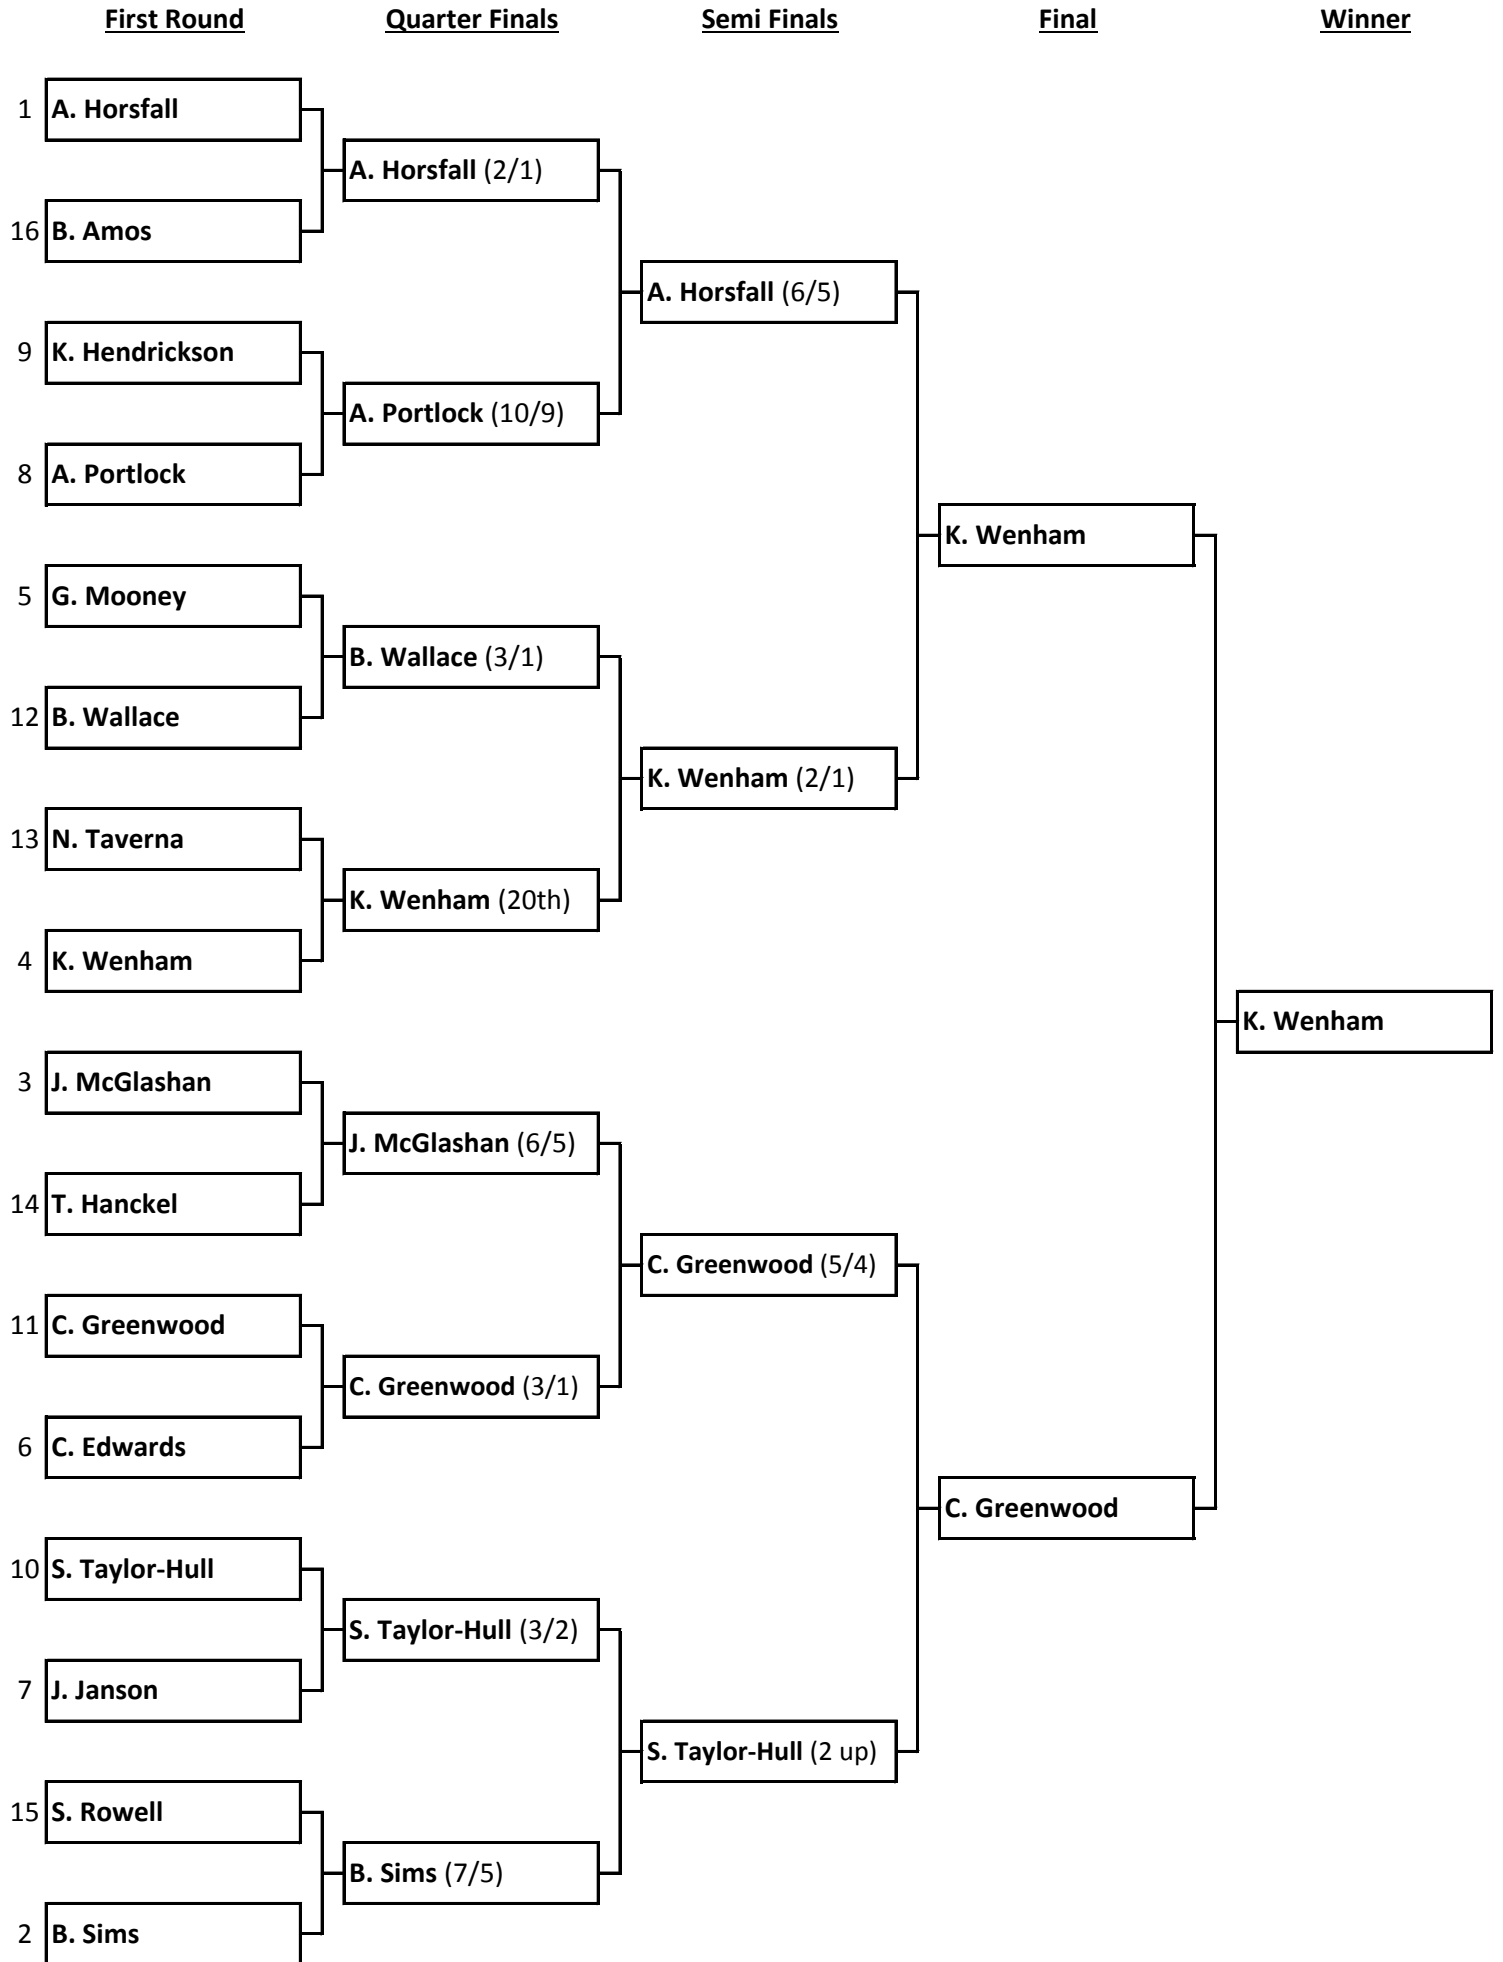 First Round Quarter Finals Semi Finals Final Winner
1 A. Horsfall
A. Horsfall (2/1)
16 B. Amos
A. Horsfall (6/5)
9 K. Hendrickson
A. Portlock (10/9)
8 A. Portlock
K. Wenham
5 G. Mooney
B. Wallace (3/1)
12 B. Wallace
K. Wenham (2/1)
13 N. Taverna
K. Wenham (20th)
4 K. Wenham
K. Wenham
3 J. McGlashan
J. McGlashan (6/5)
14 T. Hanckel
C. Greenwood (5/4)
11 C. Greenwood
C. Greenwood (3/1)
6 C. Edwards
C. Greenwood
10 S. Taylor-Hull
S. Taylor-Hull (3/2)
7 J. Janson
S. Taylor-Hull (2 up)
15 S. Rowell
B. Sims (7/5)
2 B. Sims